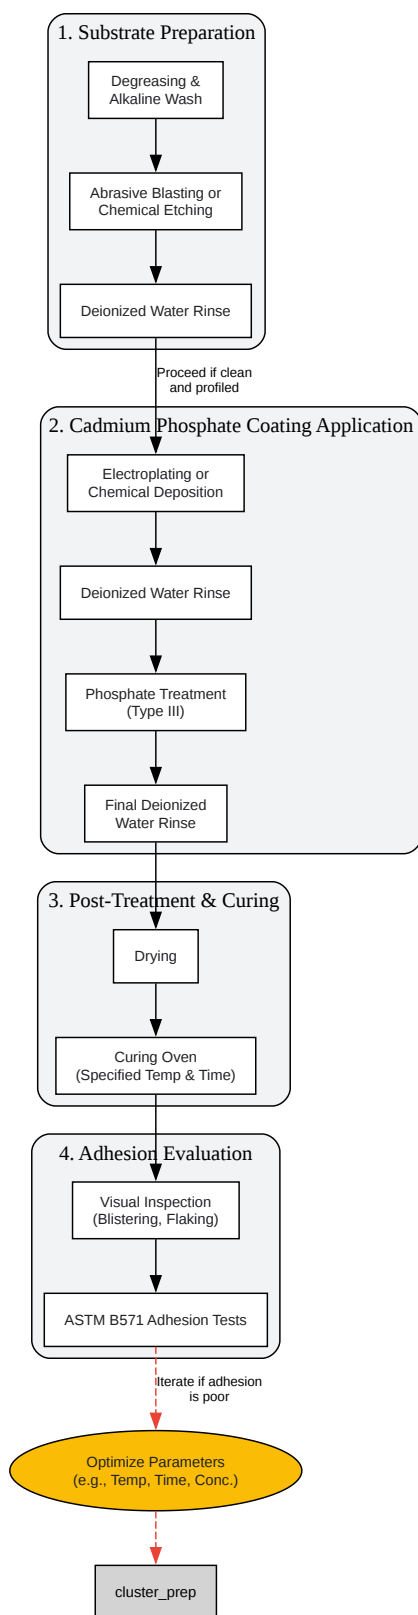 1. Substrate Preparation
Degreasing &
Alkaline Wash
Abrasive Blasting or
Chemical Etching
Deionized Water Rinse
Proceed if clean
and profiled
2. Cadmium Phosphate Coating Application
Electroplating or
Chemical Deposition
Deionized Water Rinse
Phosphate Treatment
(Type III)
Final Deionized
Water Rinse
3. Post-Treatment & Curing
Drying
Curing Oven
(Specified Temp & Time)
4. Adhesion Evaluation
Visual Inspection
(Blistering, Flaking)
ASTM B571 Adhesion Tests
Iterate if adhesion
is poor
Optimize Parameters
(e.g., Temp, Time, Conc.)
cluster_prep